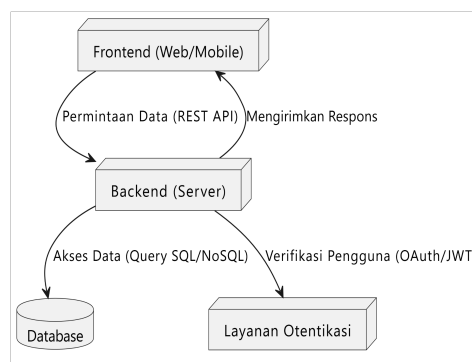 Frontend (Web/Mobile)
Permintaan Data (REST API)
Mengirimkan Respons
Backend (Server)
Akses Data (Query SQL/NoSQL)
Verifikasi Pengguna (OAuth/JWT
Database
Layanan Otentikasi